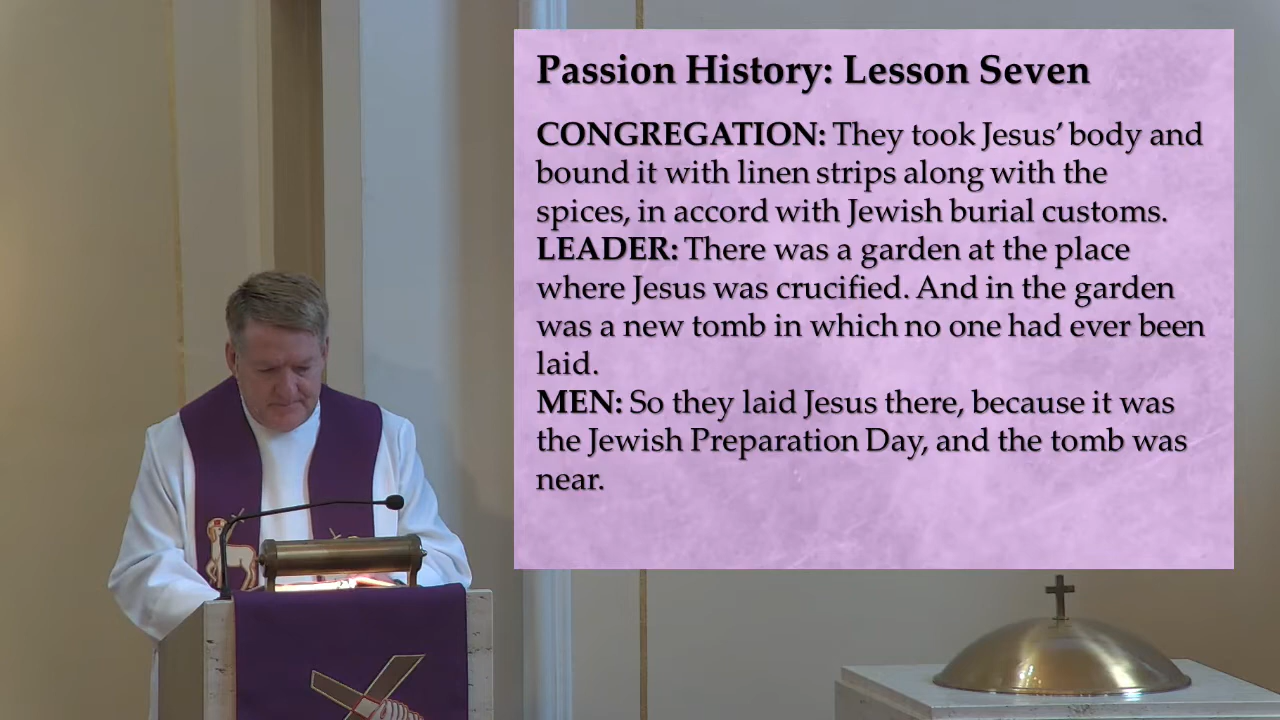 Passion History: Lesson Seven
CONGREGATION: They took Jesus’ body and
bound it with linen strips along with the
spices, in accord with Jewish burial customs.
LEADER: There was a garden at the place
where Jesus was crucified. And in the garden
was a new tomb in which no one had ever been
laid.
MEN: So they laid Jesus there, because it was
the Jewish Preparation Day, and the tomb was
near.